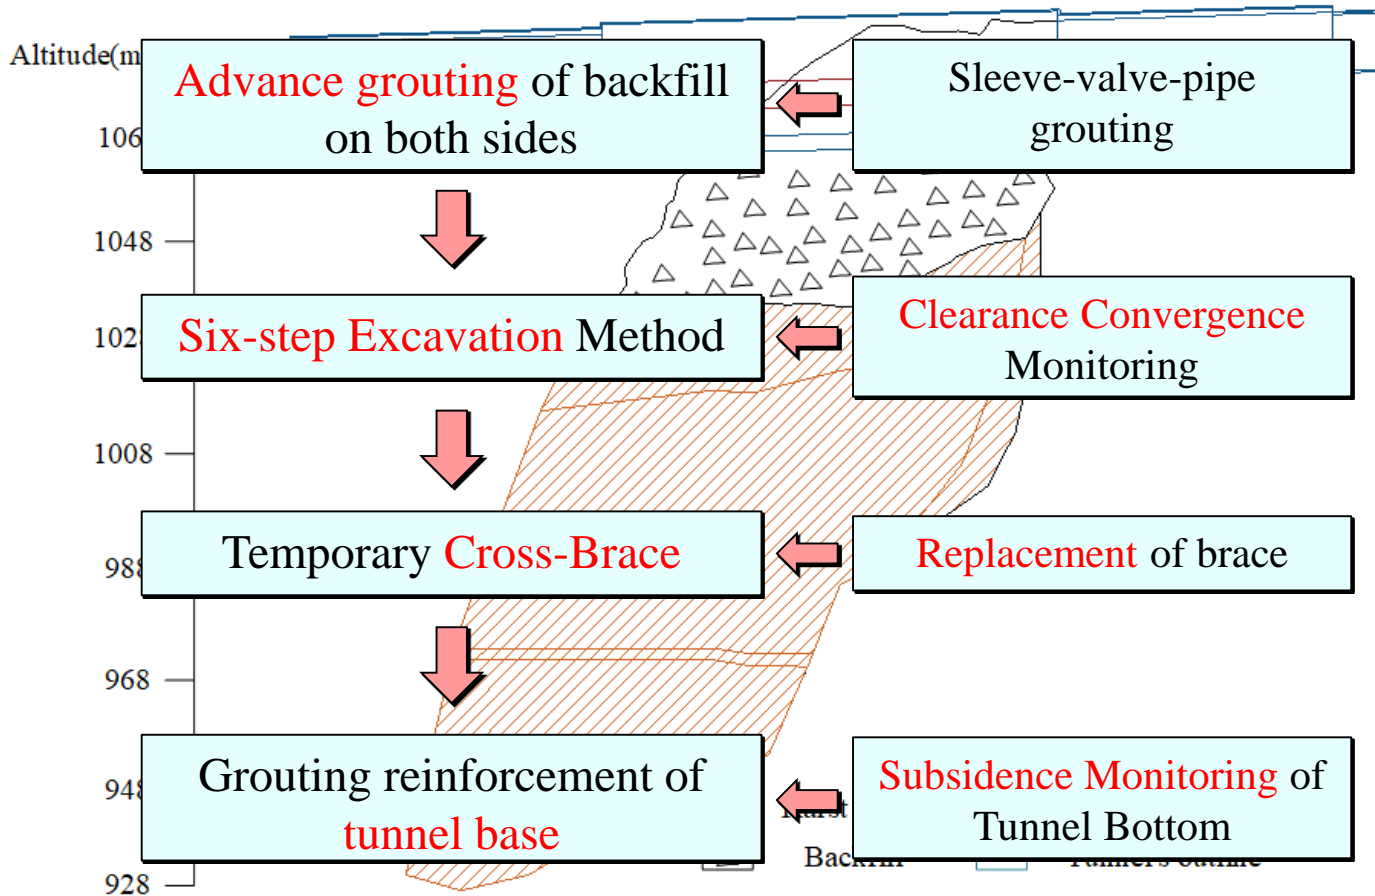 Altitude(m
Advance grouting of backfill
on both sides
Sleeve-valve-pipe
grouting
106
1048
Six-step Excavation Method
Clearance Convergence
Monitoring
102
1008
Temporary Cross-Brace
Replacement of brace
988
968
Grouting reinforcement of
tunnel base
Subsidence Monitoring of
Tunnel Bottom
948
Backfill
928